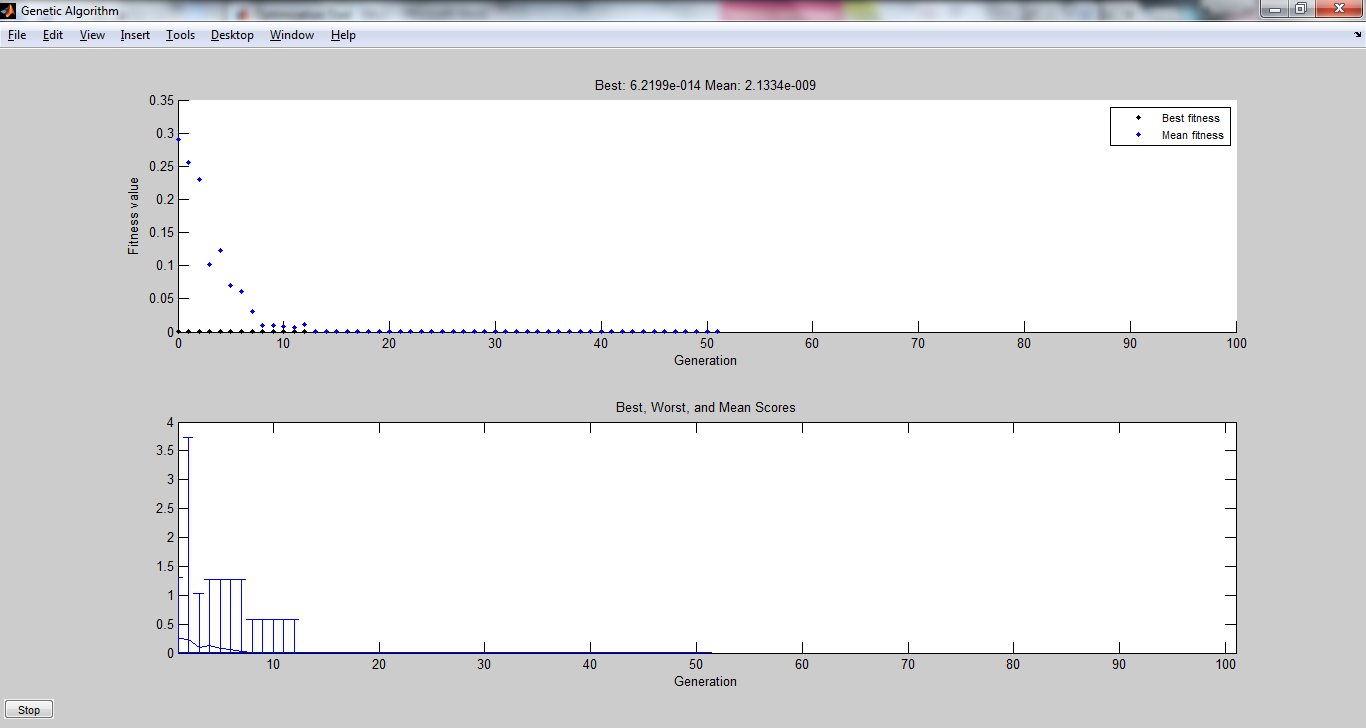 Genetic Algorithm
File Edit View Insert Tools Desktop Window Help
Best: 6.2199e-014 Mean: 2.1334e-009
0.35
0.3
0.25
0.2
0.15
0.1
0.05
0
Fitness value
Best fitness
Mean fitness
0 10 20 30 40 50 60 70 80 90 100
Generation
Best, Worst, and Mean Scores
4
3.5
3
2.5
2
1.5
1
0.5
0
10 20 30 40 50 60 70 80 90 100
Generation
Stop